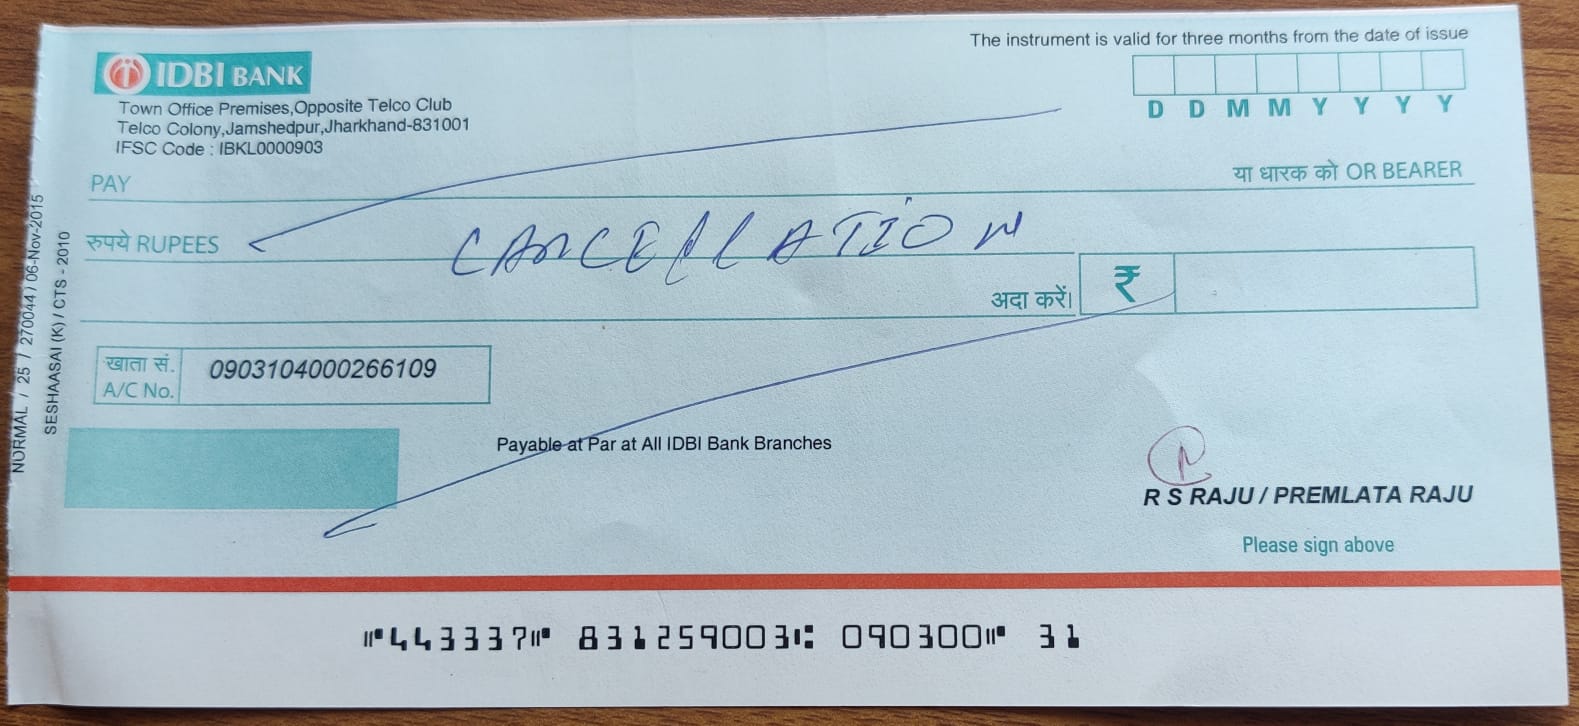 The instrument is valid for three months from the date of issue
IDBI BANK
D D M M Y Y Y Y
Town Office Premises,Opposite Telco Club
Telco Colony,Jamshedpur,Jharkhand-831001
IFSC Code : IBKL0000903
PAY
या धारक को OR BEARER
रुपये RUPEES
CANCELLATION
अदा करें।
₹
खाता सं.
A/C No.
0903104000266109
Payable at Par at All IDBI Bank Branches
R S RAJU / PREMLATA RAJU
Please sign above
⑈443337⑈ 831259003⑆ 090300⑈ 31
NORMAL / 25 / 270044 / 06-Nov-2015
SESHAASAI (K) / CTS - 2010